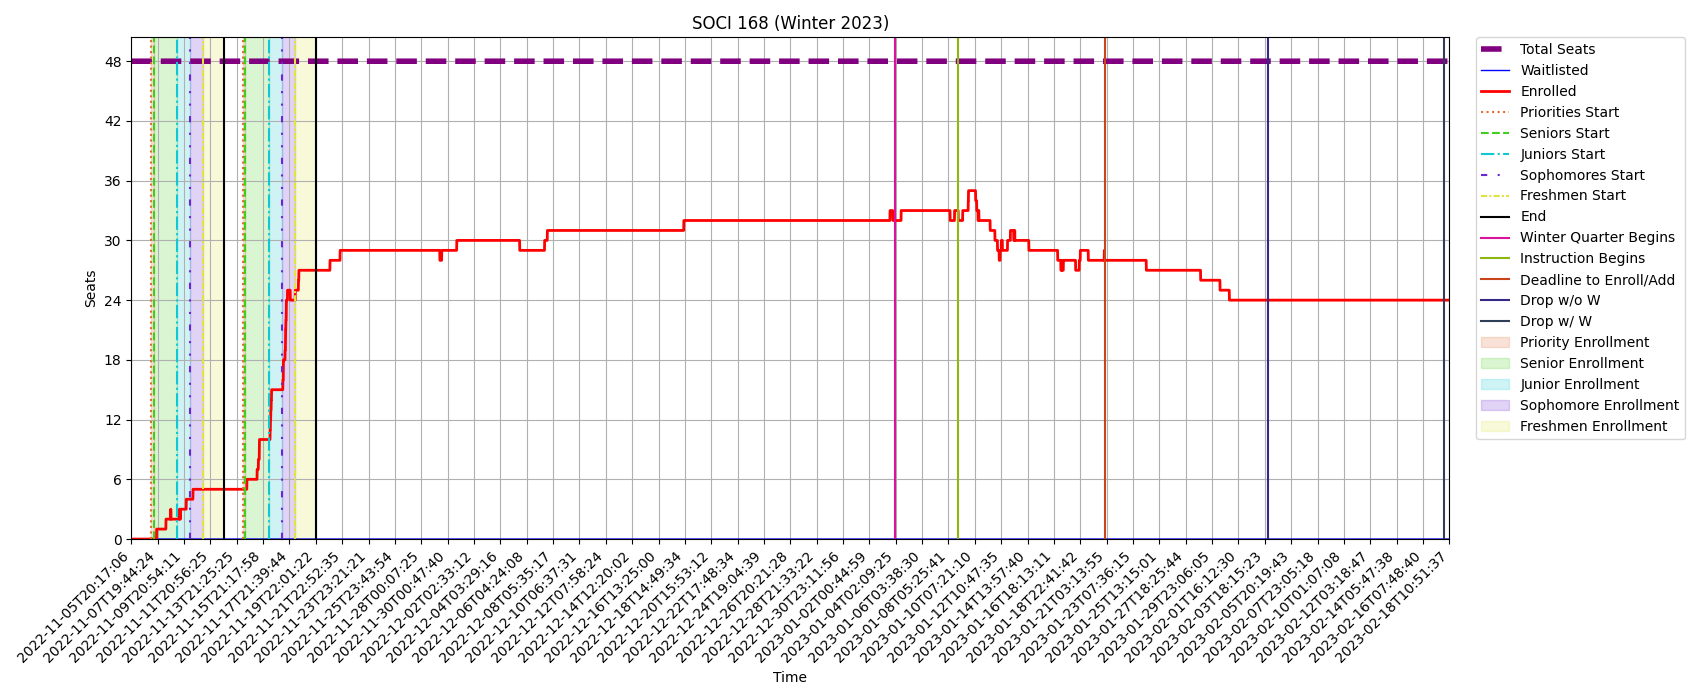 SOCI 168 (Winter 2023)
Seats
48
42
36
30
24
18
12
6
0
2022-11-05T20:17:06
2022-11-07T19:44:24
2022-11-09T20:54:11
2022-11-11T20:56:25
2022-11-13T21:25:25
2022-11-15T21:17:58
2022-11-17T21:39:44
2022-11-19T22:01:22
2022-11-21T22:52:35
2022-11-23T23:21:21
2022-11-25T23:43:54
2022-11-28T00:07:25
2022-11-30T00:47:40
2022-12-02T02:33:12
2022-12-04T03:29:16
2022-12-06T04:24:08
2022-12-08T05:35:17
2022-12-10T06:37:31
2022-12-12T07:58:24
2022-12-14T12:20:02
2022-12-16T13:25:00
2022-12-18T14:49:34
2022-12-20T15:53:12
2022-12-22T17:48:34
2022-12-24T19:04:39
2022-12-26T20:21:28
2022-12-28T21:33:22
2022-12-30T23:11:56
2023-01-02T00:44:59
2023-01-04T02:09:25
2023-01-06T03:38:30
2023-01-08T05:25:41
2023-01-10T07:21:10
2023-01-12T10:47:35
2023-01-14T13:57:40
2023-01-16T18:13:11
2023-01-18T22:41:42
2023-01-21T03:13:55
2023-01-23T07:36:15
2023-01-25T13:15:01
2023-01-27T18:25:44
2023-01-29T23:06:05
2023-02-01T16:12:30
2023-02-03T18:15:23
2023-02-05T20:19:43
2023-02-07T23:05:18
2023-02-10T01:07:08
2023-02-12T03:18:47
2023-02-14T05:47:38
2023-02-16T07:48:40
2023-02-18T10:51:37
Time
Total Seats
Waitlisted
Enrolled
Priorities Start
Seniors Start
Juniors Start
Sophomores Start
Freshmen Start
End
Winter Quarter Begins
Instruction Begins
Deadline to Enroll/Add
Drop w/o W
Drop w/ W
Priority Enrollment
Senior Enrollment
Junior Enrollment
Sophomore Enrollment
Freshmen Enrollment